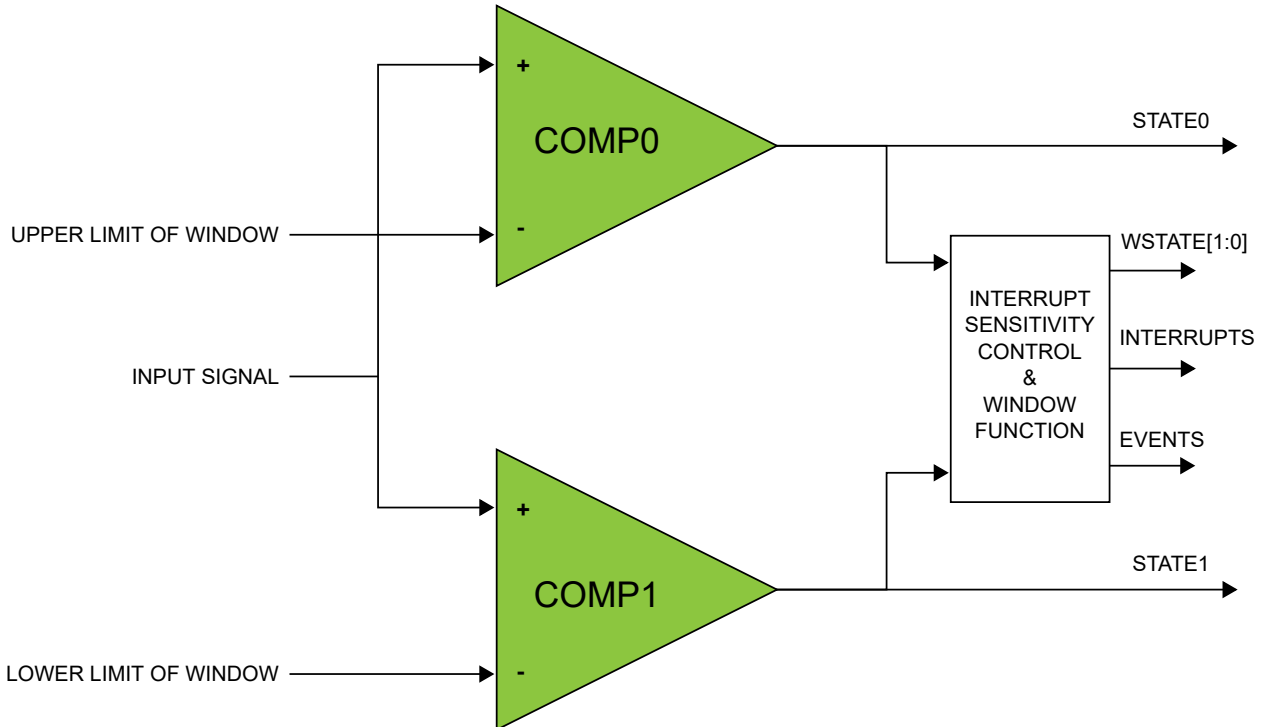 +
COMP0
-
STATE0
UPPER LIMIT OF WINDOW
WSTATE[1:0]
INTERRUPT
SENSITIVITY
CONTROL
&
WINDOW
FUNCTION
INTERRUPTS
INPUT SIGNAL
EVENTS
+
COMP1
-
STATE1
LOWER LIMIT OF WINDOW